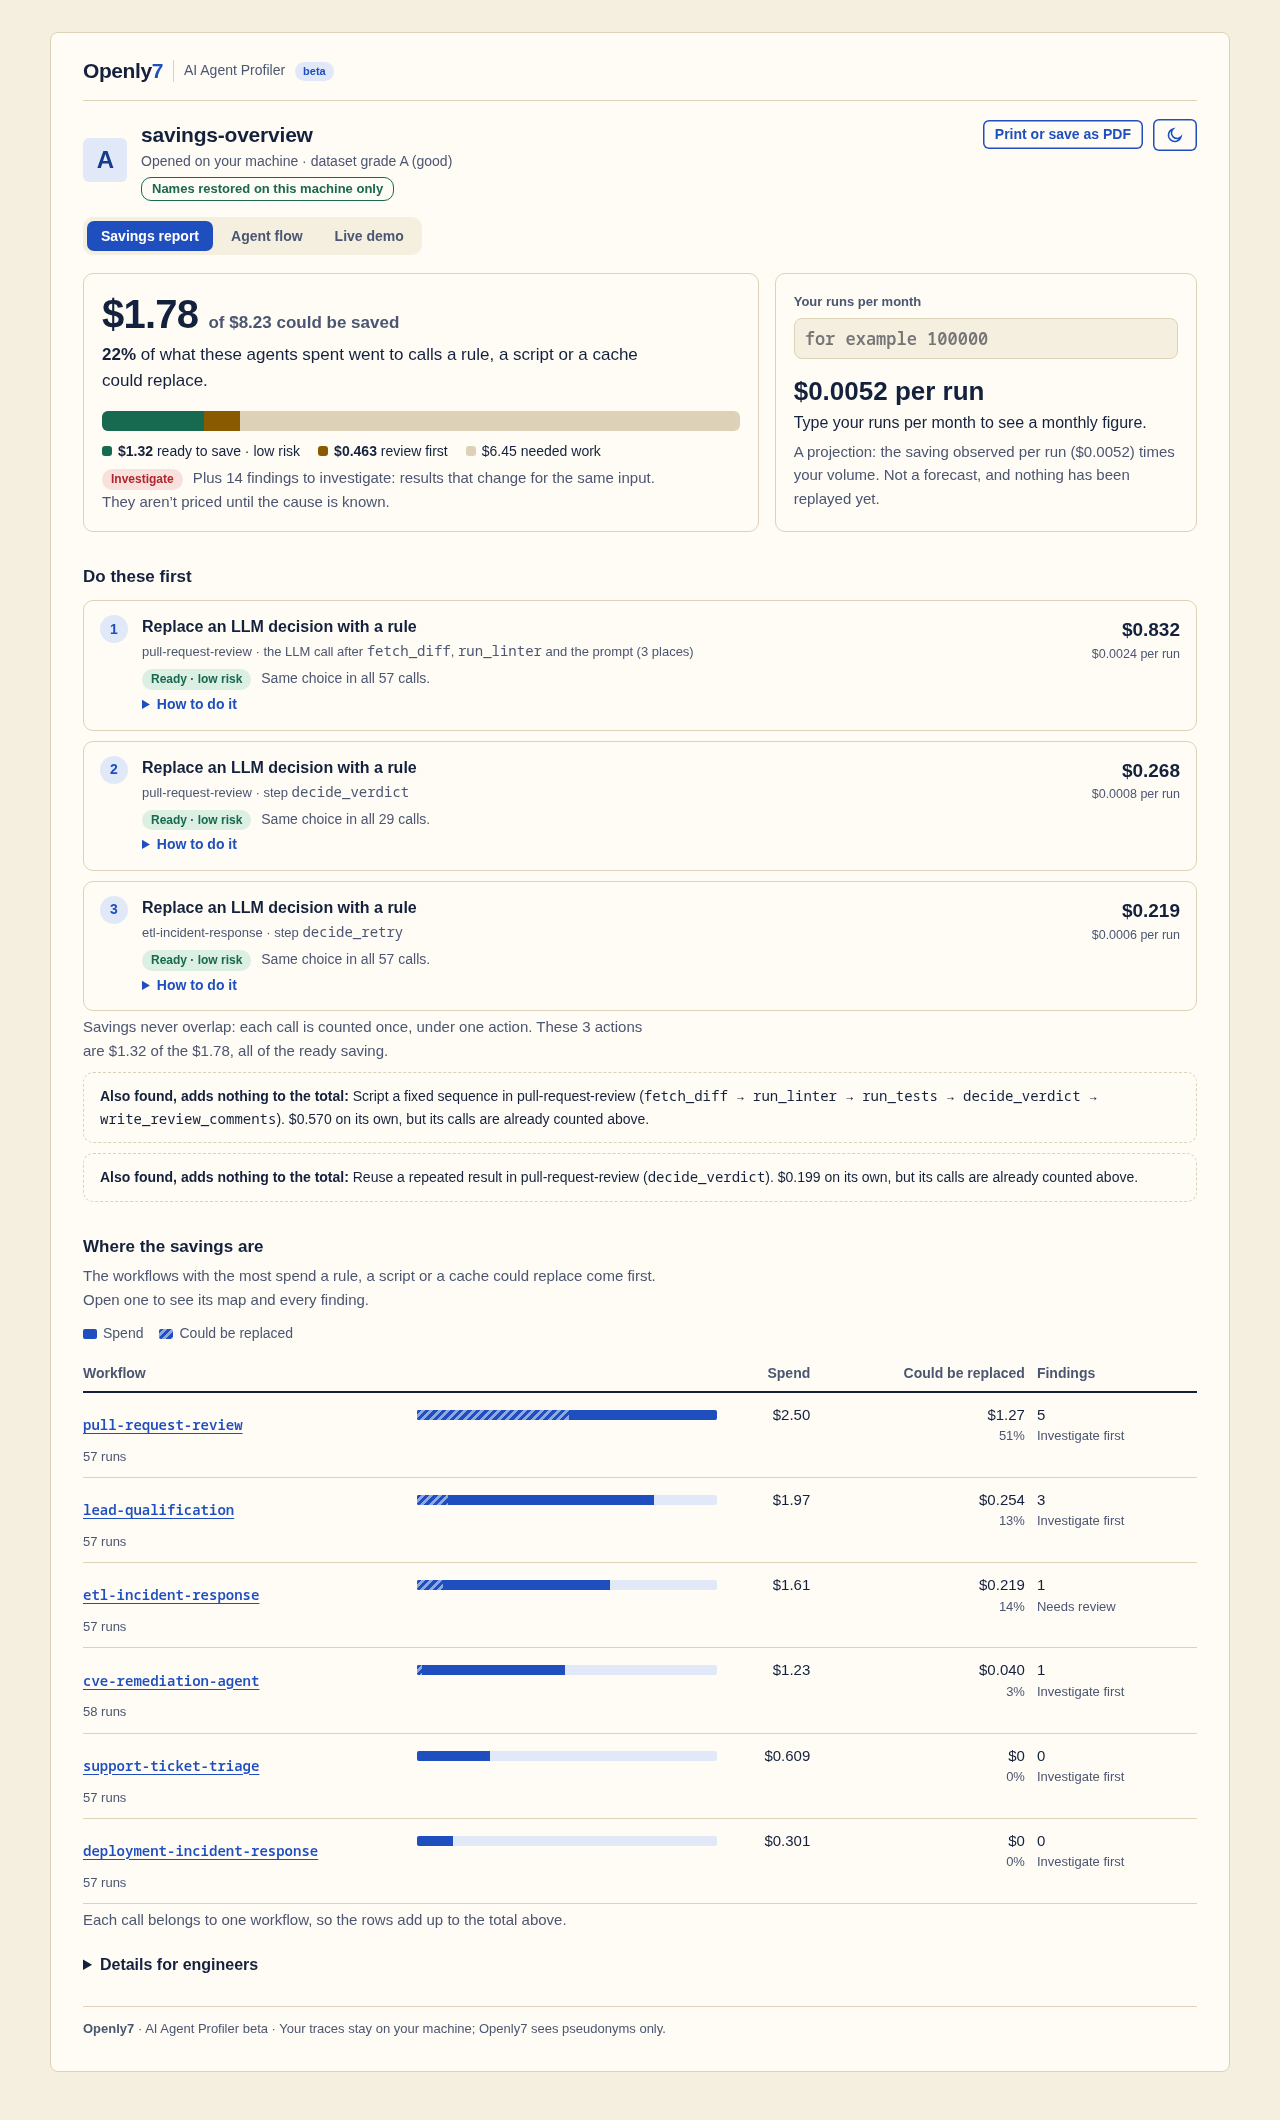 Openly7
AI Agent Profiler
beta
A
savings-overview
Opened on your machine · dataset grade A (good)
Names restored on this machine only
Print or save as PDF
Savings report
Agent flow
Live demo
$1.78 of $8.23 could be saved
22% of what these agents spent went to calls a rule, a script or a cache
could replace.
$1.32 ready to save · low risk
$0.463 review first
$6.45 needed work
Investigate Plus 14 findings to investigate: results that change for the same input.
They aren’t priced until the cause is known.
Your runs per month
for example 100000
$0.0052 per run
Type your runs per month to see a monthly figure.
A projection: the saving observed per run ($0.0052) times
your volume. Not a forecast, and nothing has been
replayed yet.
Do these first
1
Replace an LLM decision with a rule
pull-request-review · the LLM call after fetch_diff, run_linter and the prompt (3 places)
Ready · low risk Same choice in all 57 calls.
How to do it
$0.832
$0.0024 per run
2
Replace an LLM decision with a rule
pull-request-review · step decide_verdict
Ready · low risk Same choice in all 29 calls.
How to do it
$0.268
$0.0008 per run
3
Replace an LLM decision with a rule
etl-incident-response · step decide_retry
Ready · low risk Same choice in all 57 calls.
How to do it
$0.219
$0.0006 per run
Savings never overlap: each call is counted once, under one action. These 3 actions
are $1.32 of the $1.78, all of the ready saving.
Also found, adds nothing to the total: Script a fixed sequence in pull-request-review (fetch_diff → run_linter → run_tests → decide_verdict →
write_review_comments). $0.570 on its own, but its calls are already counted above.
Also found, adds nothing to the total: Reuse a repeated result in pull-request-review (decide_verdict). $0.199 on its own, but its calls are already counted above.
Where the savings are
The workflows with the most spend a rule, a script or a cache could replace come first.
Open one to see its map and every finding.
Spend
Could be replaced
Workflow Spend Could be replaced Findings
pull-request-review $2.50 $1.27 5
51% Investigate first
57 runs
lead-qualification $1.97 $0.254 3
13% Investigate first
57 runs
etl-incident-response $1.61 $0.219 1
14% Needs review
57 runs
cve-remediation-agent $1.23 $0.040 1
3% Investigate first
58 runs
support-ticket-triage $0.609 $0 0
0% Investigate first
57 runs
deployment-incident-response $0.301 $0 0
0% Investigate first
57 runs
Each call belongs to one workflow, so the rows add up to the total above.
Details for engineers
Openly7 · AI Agent Profiler beta · Your traces stay on your machine; Openly7 sees pseudonyms only.